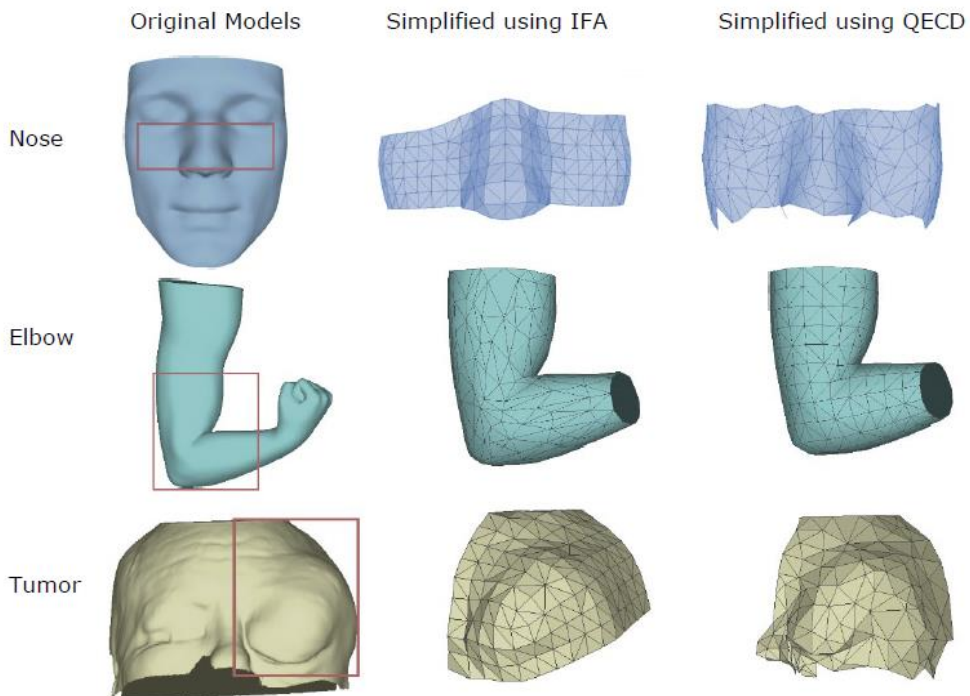 Original Models
Simplified using IFA
Simplified using QECD
Nose
Elbow
Tumor